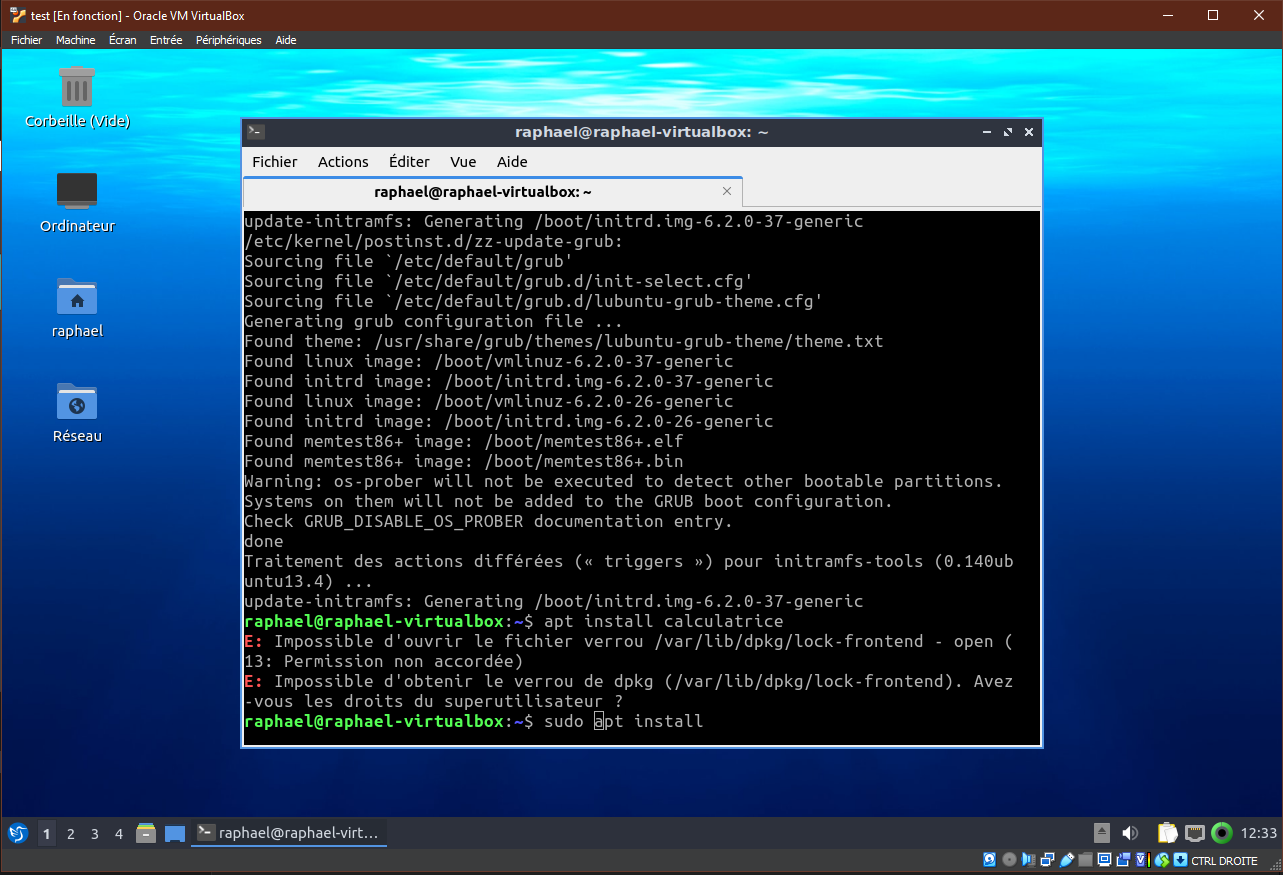 test [En fonction] - Oracle VM VirtualBox
Fichier Machine Écran Entrée Périphériques Aide
Corbeille (Vide)
Ordinateur
raphael
Réseau
raphael@raphael-virtualbox: ~
Fichier Actions Éditer Vue Aide
raphael@raphael-virtualbox: ~
update-initramfs: Generating /boot/initrd.img-6.2.0-37-generic
/etc/kernel/postinst.d/zz-update-grub:
Sourcing file `/etc/default/grub'
Sourcing file `/etc/default/grub.d/init-select.cfg'
Sourcing file `/etc/default/grub.d/lubuntu-grub-theme.cfg'
Generating grub configuration file ...
Found theme: /usr/share/grub/themes/lubuntu-grub-theme/theme.txt
Found linux image: /boot/vmlinuz-6.2.0-37-generic
Found initrd image: /boot/initrd.img-6.2.0-37-generic
Found linux image: /boot/vmlinuz-6.2.0-26-generic
Found initrd image: /boot/initrd.img-6.2.0-26-generic
Found memtest86+ image: /boot/memtest86+.elf
Found memtest86+ image: /boot/memtest86+.bin
Warning: os-prober will not be executed to detect other bootable partitions.
Systems on them will not be added to the GRUB boot configuration.
Check GRUB_DISABLE_OS_PROBER documentation entry.
done
Traitement des actions différées (« triggers ») pour initramfs-tools (0.140ub
untu13.4) ...
update-initramfs: Generating /boot/initrd.img-6.2.0-37-generic
raphael@raphael-virtualbox:~$ apt install calculatrice
E: Impossible d'ouvrir le fichier verrou /var/lib/dpkg/lock-frontend - open (
13: Permission non accordée)
E: Impossible d'obtenir le verrou de dpkg (/var/lib/dpkg/lock-frontend). Avez
-vous les droits du superutilisateur ?
raphael@raphael-virtualbox:~$ sudo apt install
1 2 3 4 raphael@raphael-virt... 12:33
CTRL DROITE